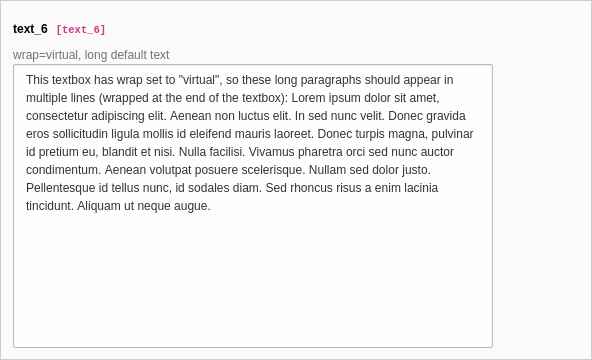 text_6 [text_6]
wrap=virtual, long default text
This textbox has wrap set to "virtual", so these long paragraphs should appear in
multiple lines (wrapped at the end of the textbox): Lorem ipsum dolor sit amet,
consectetur adipiscing elit. Aenean non luctus elit. In sed nunc velit. Donec gravida
eros sollicitudin ligula mollis id eleifend mauris laoreet. Donec turpis magna, pulvinar
id pretium eu, blandit et nisi. Nulla facilisi. Vivamus pharetra orci sed nunc auctor
condimentum. Aenean volutpat posuere scelerisque. Nullam sed dolor justo.
Pellentesque id tellus nunc, id sodales diam. Sed rhoncus risus a enim lacinia
tincidunt. Aliquam ut neque augue.